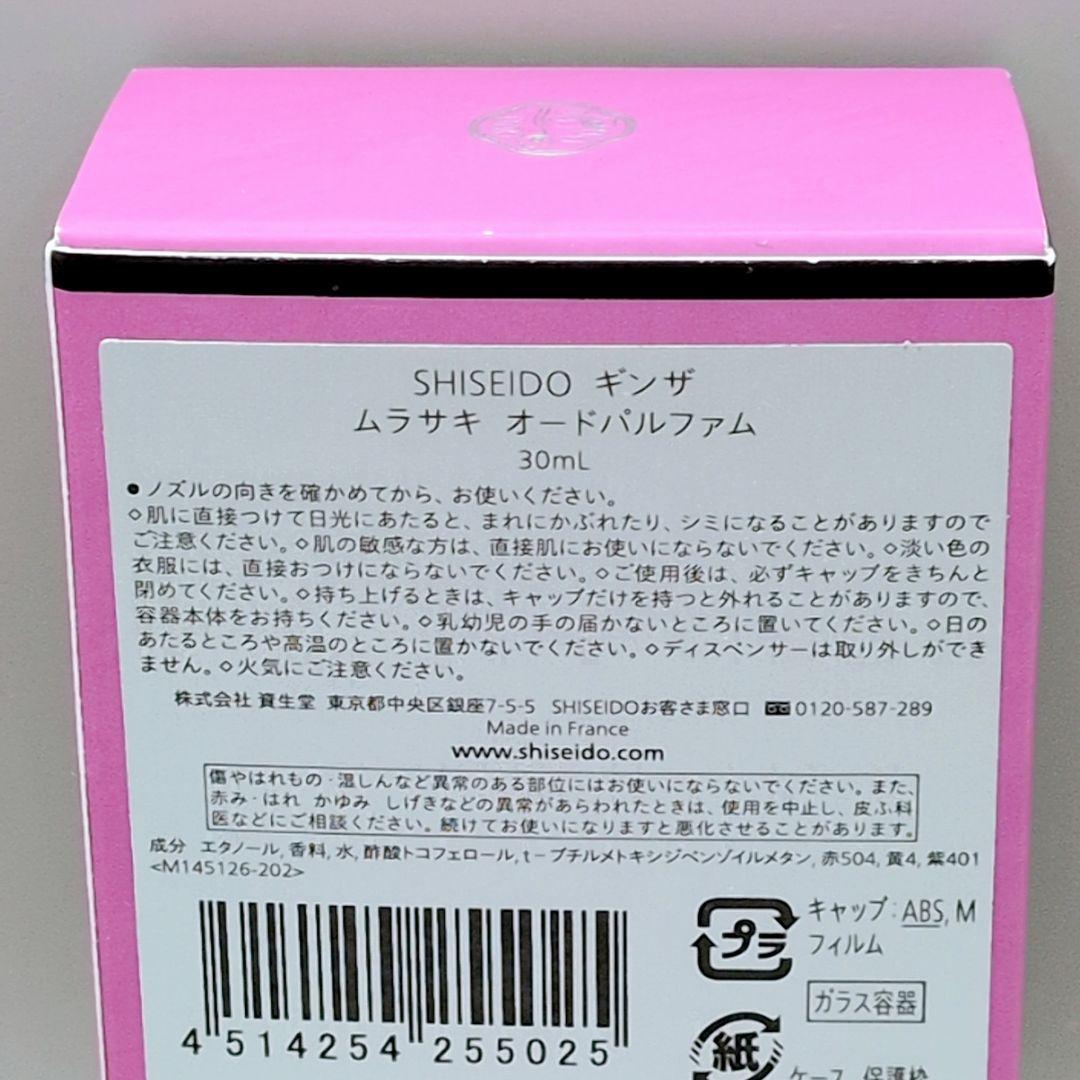 SHISEIDO ギンザ
ムラサキ オードパルファム
30mL
●ノズルの向きを確かめてから、お使いください。
◇肌に直接つけて日光にあたると、まれにかぶれたり、シミになることがありますので
ご注意ください。◇肌の敏感な方は、直接肌にお使いにならないでください。◇淡い色の
衣服には、直接おつけにならないでください。◇ご使用後は、必ずキャップをきちんと
閉めてください。◇持ち上げるときは、キャップだけを持つと外れることがありますので、
容器本体をお持ちください。◇乳幼児の手の届かないところに置いてください。◇日の
あたるところや高温のところに置かないでください。◇ディスペンサーは取り外しができ
ません。◇火気にご注意ください。
株式会社 資生堂 東京都中央区銀座7-5-5 SHISEIDOお客さま窓口 0120-587-289
Made in France
www.shiseido.com
傷やはれもの・湿しんなど異常のある部位にはお使いにならないでください。また、
赤み・はれ かゆみ しげきなどの異常があらわれたときは、使用を中止し、皮ふ科
医などにご相談ください。続けてお使いになりますと悪化させることがあります。
成分 エタノール, 香料, 水, 酢酸トコフェロール, t－ブチルメトキシジベンゾイルメタン, 赤504, 黄4, 紫401
<M145126-202>
プラ
キャップ：ABS, M
フィルム
ガラス容器
4 514254 255025
紙
ケース 保護枠